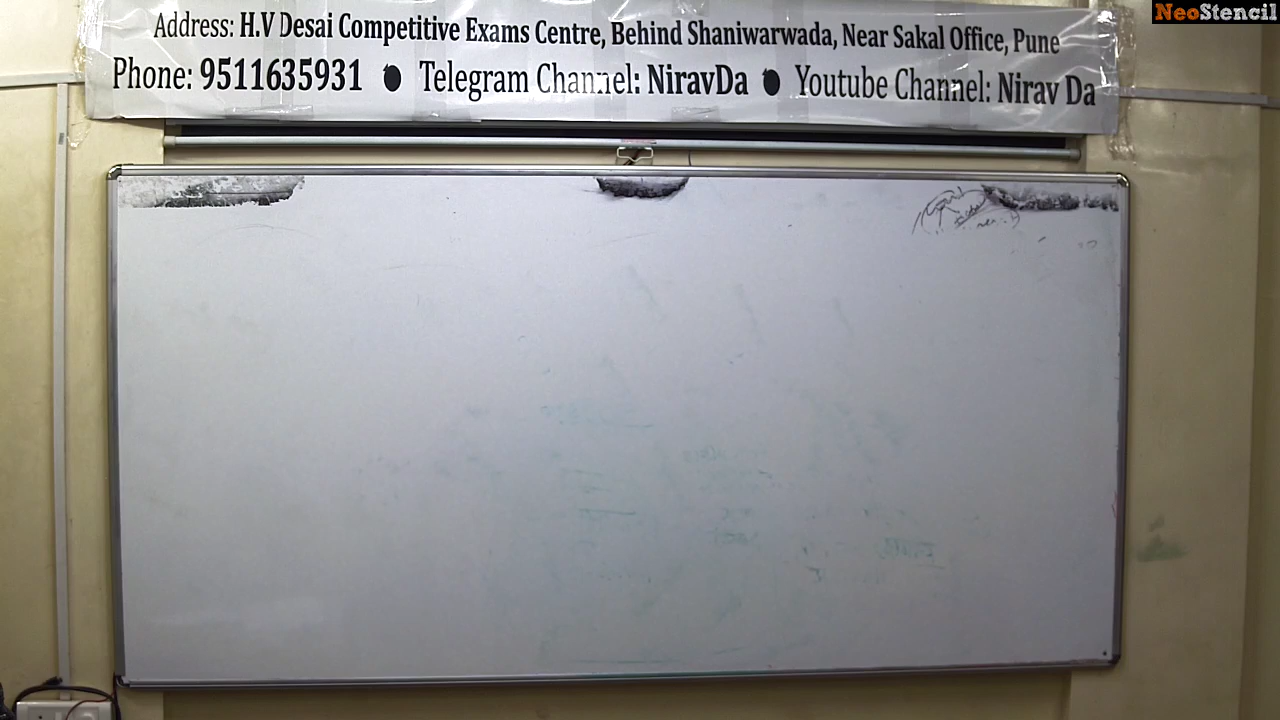 NeoStencil
Address: H.V Desai Competitive Exams Centre, Behind Shaniwarwada, Near Sakal Office, Pune
Phone: 9511635931 ● Telegram Channel: NiravDa ● Youtube Channel: Nirav Da